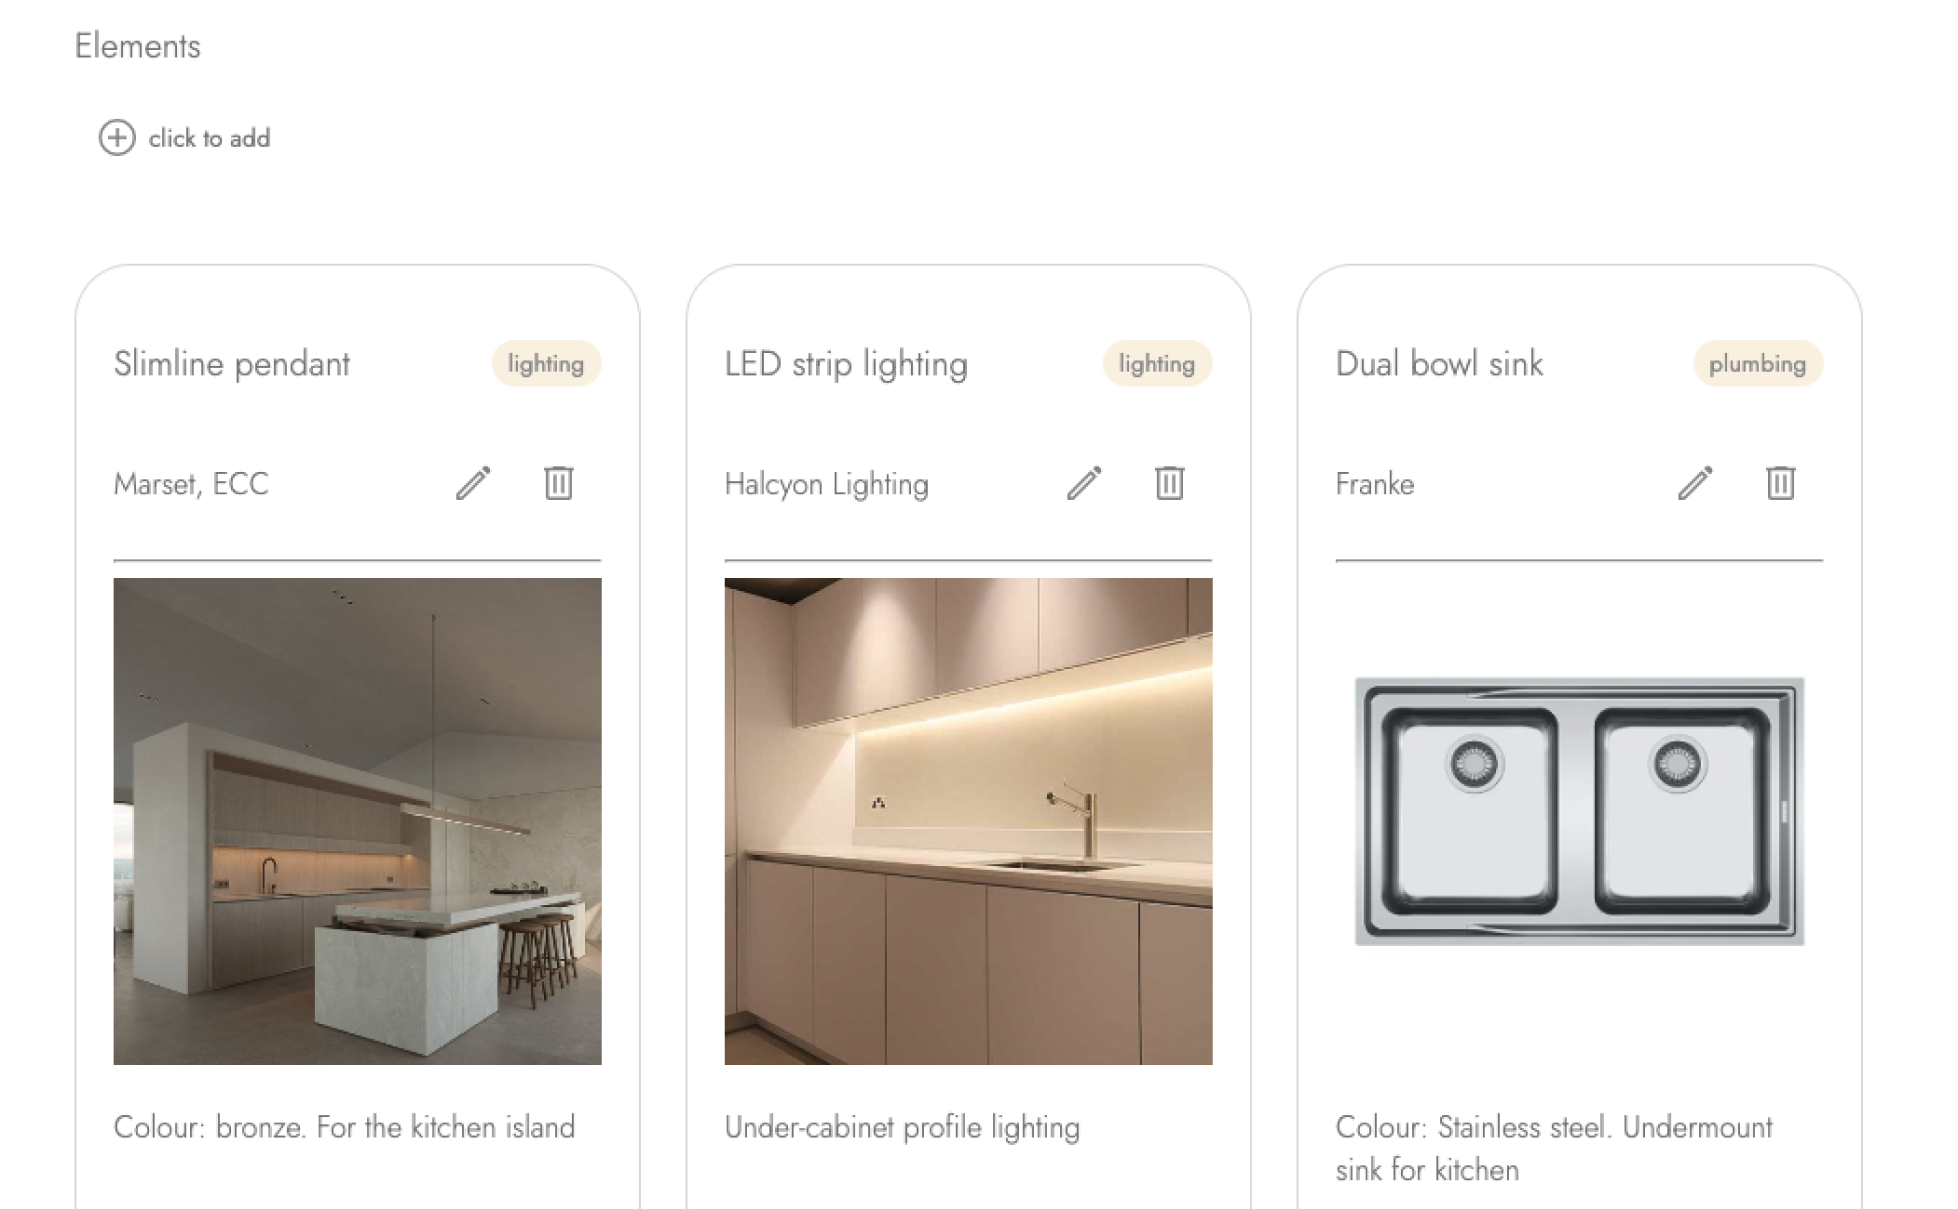 Elements
click to add
Slimline pendant
lighting
Marset, ECC
Colour: bronze. For the kitchen island
LED strip lighting
lighting
Halcyon Lighting
Under-cabinet profile lighting
Dual bowl sink
plumbing
Franke
Colour: Stainless steel. Undermount
sink for kitchen